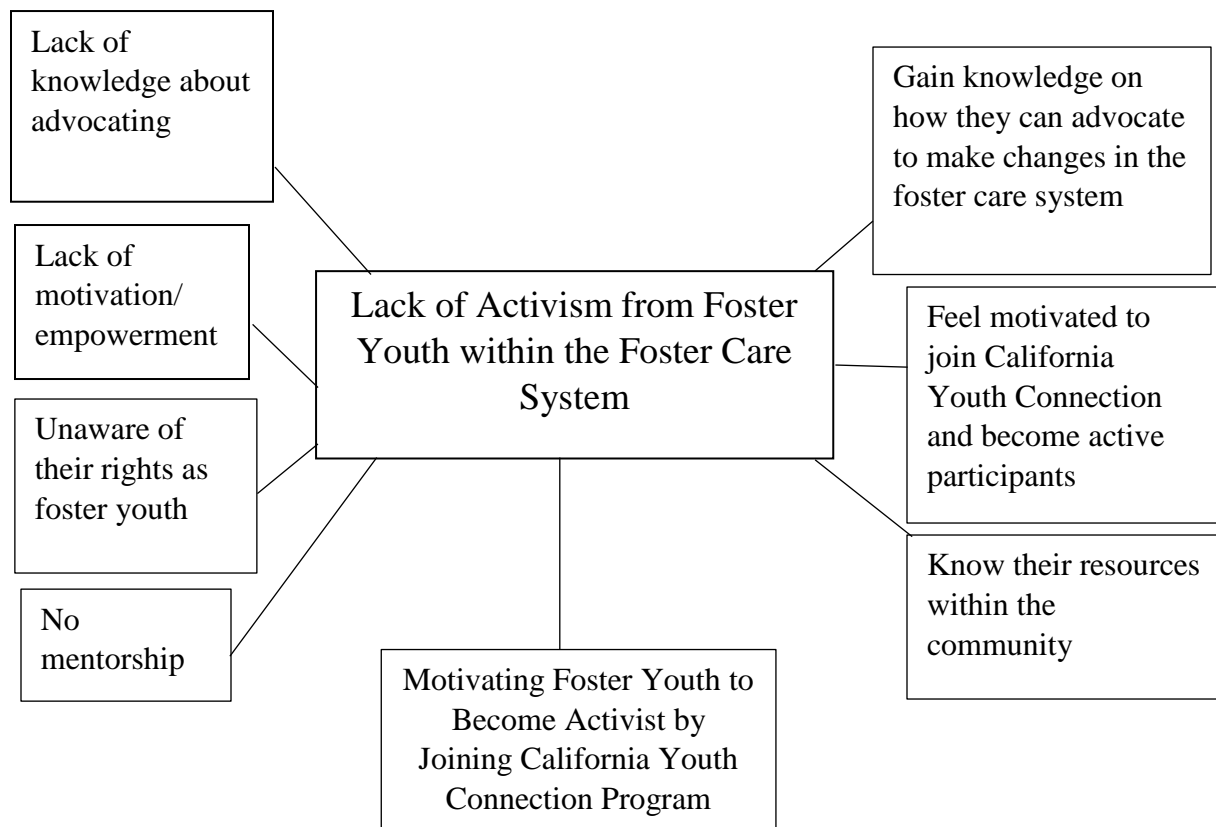 Lack of
knowledge about
advocating
Lack of
motivation/
empowerment
Unaware of
their rights as
foster youth
No
mentorship
Lack of Activism from Foster
Youth within the Foster Care
System
Motivating Foster Youth to
Become Activist by
Joining California Youth
Connection Program
Gain knowledge on
how they can advocate
to make changes in the
foster care system
Feel motivated to
join California
Youth Connection
and become active
participants
Know their resources
within the
community